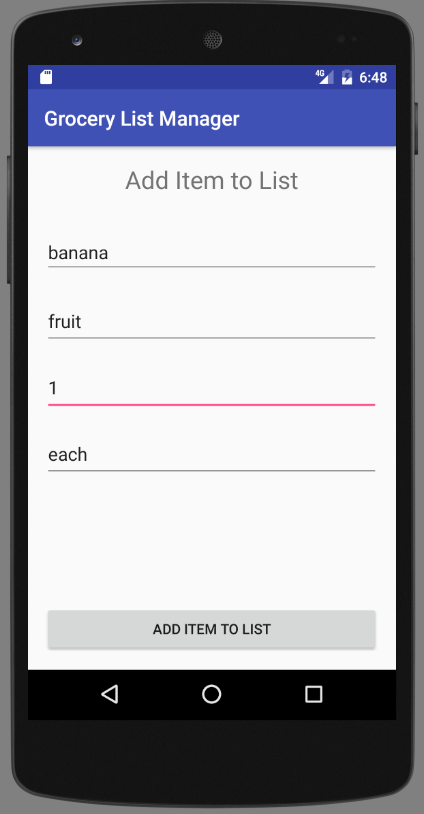 4G 6:48
Grocery List Manager
Add Item to List
banana
fruit
1
each
ADD ITEM TO LIST